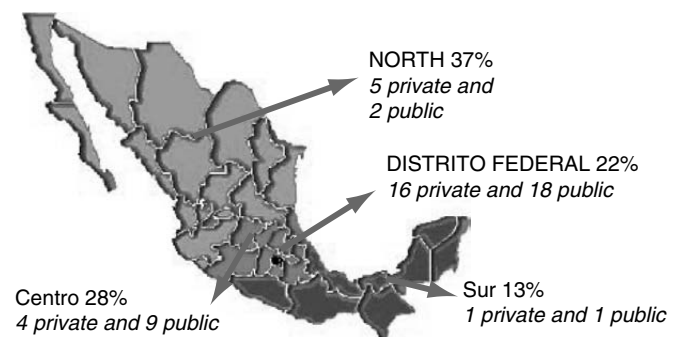 NORTH 37%
5 private and
2 public
DISTRITO FEDERAL 22%
16 private and 18 public
Centro 28%
4 private and 9 public
Sur 13%
1 private and 1 public